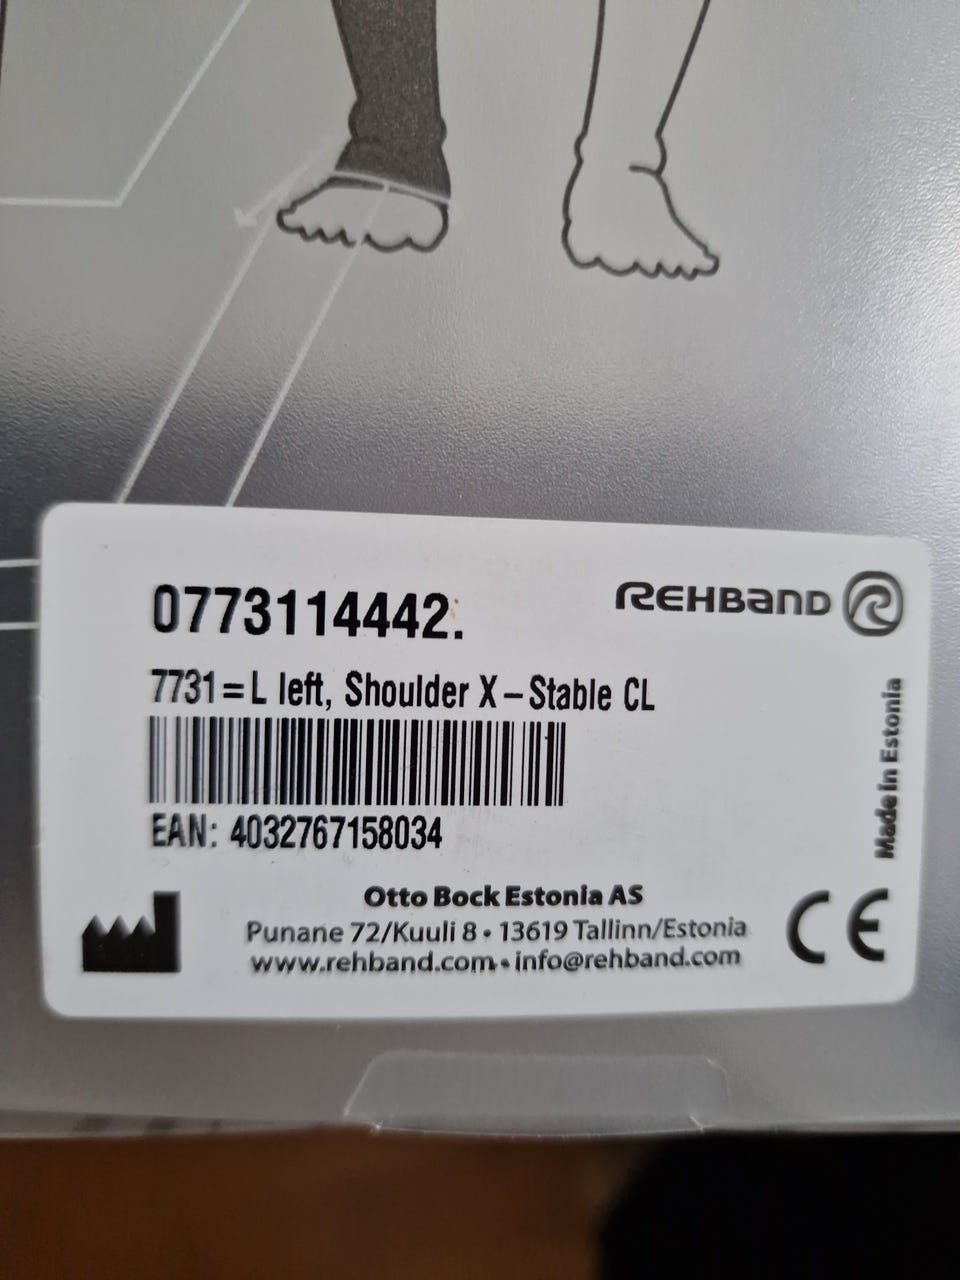 0773114442.
REHBAND
7731=L left, Shoulder X-Stable CL
EAN: 4032767158034
Made in Estonia
Otto Bock Estonia AS
Punane 72/Kuuli 8 • 13619 Tallinn/Estonia
www.rehband.com • info@rehband.com
CE